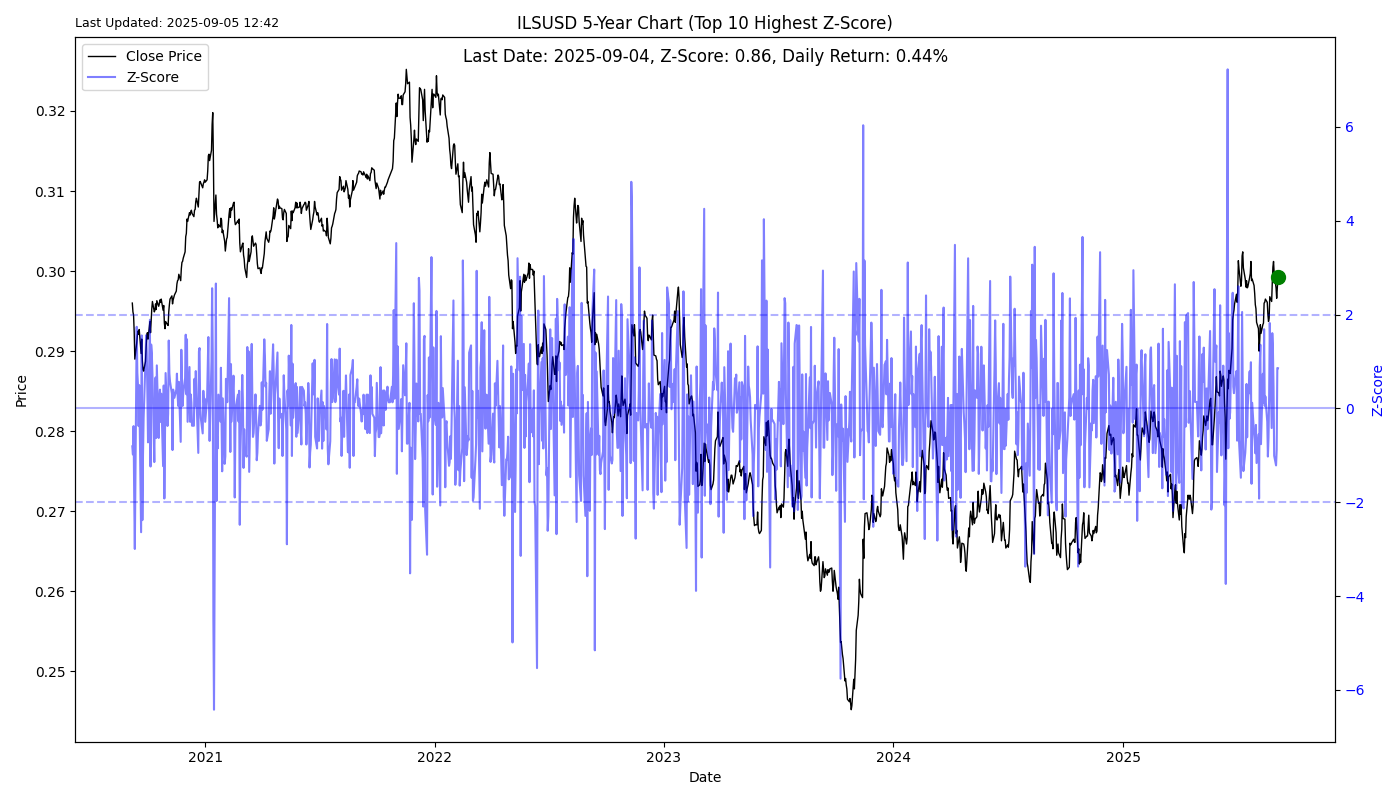 Last Updated: 2025-09-05 12:42
ILSUSD 5-Year Chart (Top 10 Highest Z-Score)
Last Date: 2025-09-04, Z-Score: 0.86, Daily Return: 0.44%
Close Price
Z-Score
0.32
0.31
0.30
0.29
0.28
0.27
0.26
0.25
Price
6
4
2
0
−2
−4
−6
Z-Score
2021
2022
2023
2024
2025
Date